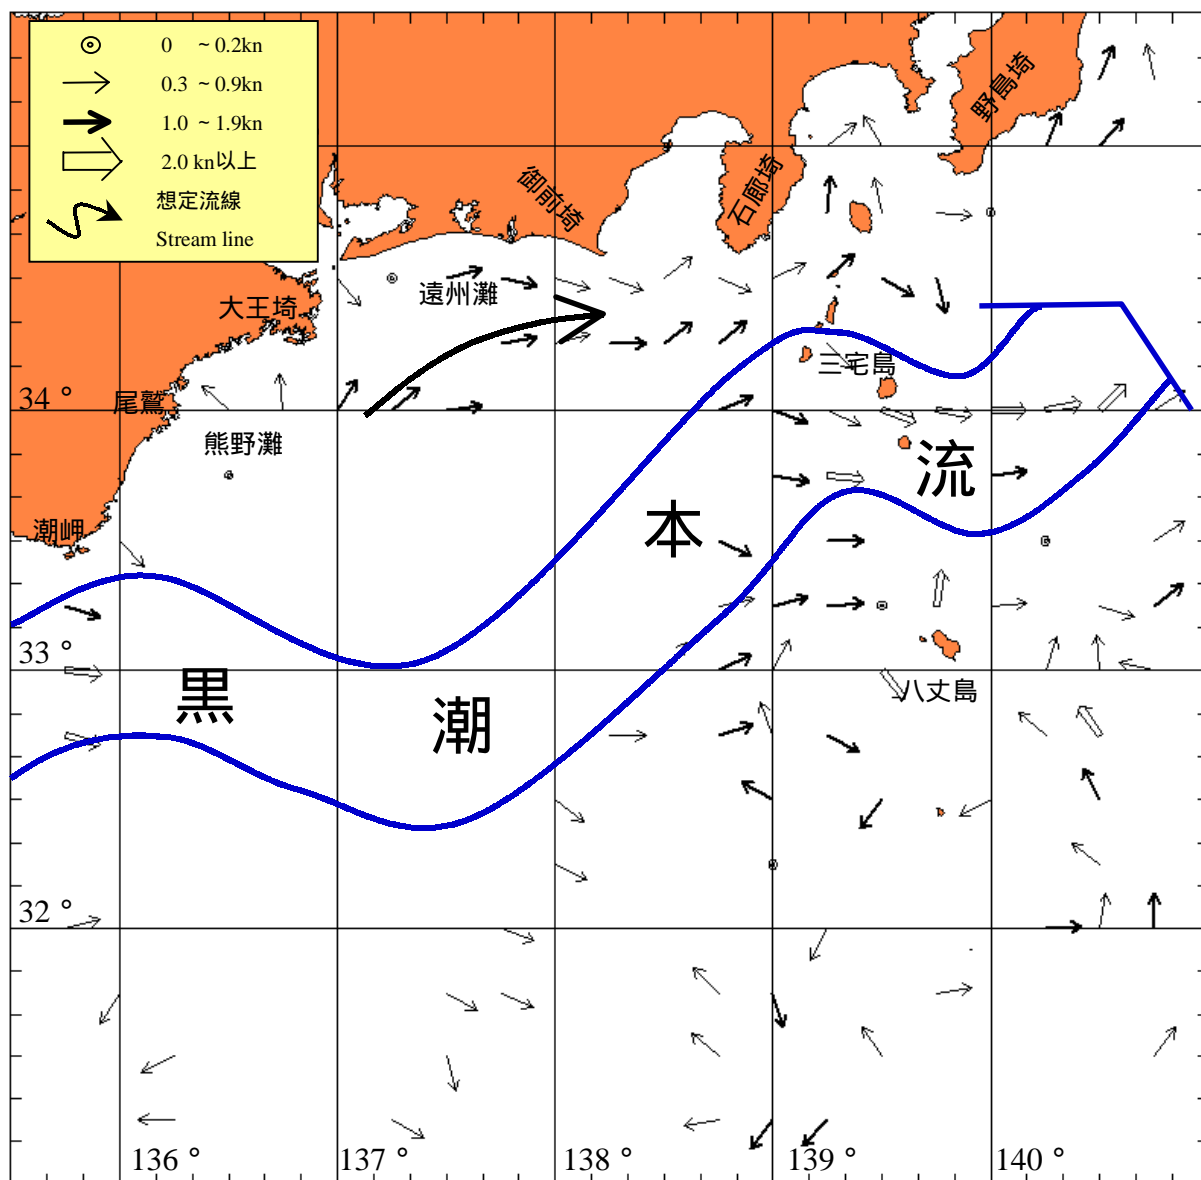 0 ~ 0.2kn
0.3 ~ 0.9kn
1.0 ~ 1.9kn
2.0 kn以上
想定流線
Stream line
野島埼
石廊埼
御前埼
遠州灘
大王埼
三宅島
34°
尾鷲
熊野灘
流
本
潮岬
33°
黒
潮
八丈島
32°
136°
137°
138°
139°
140°